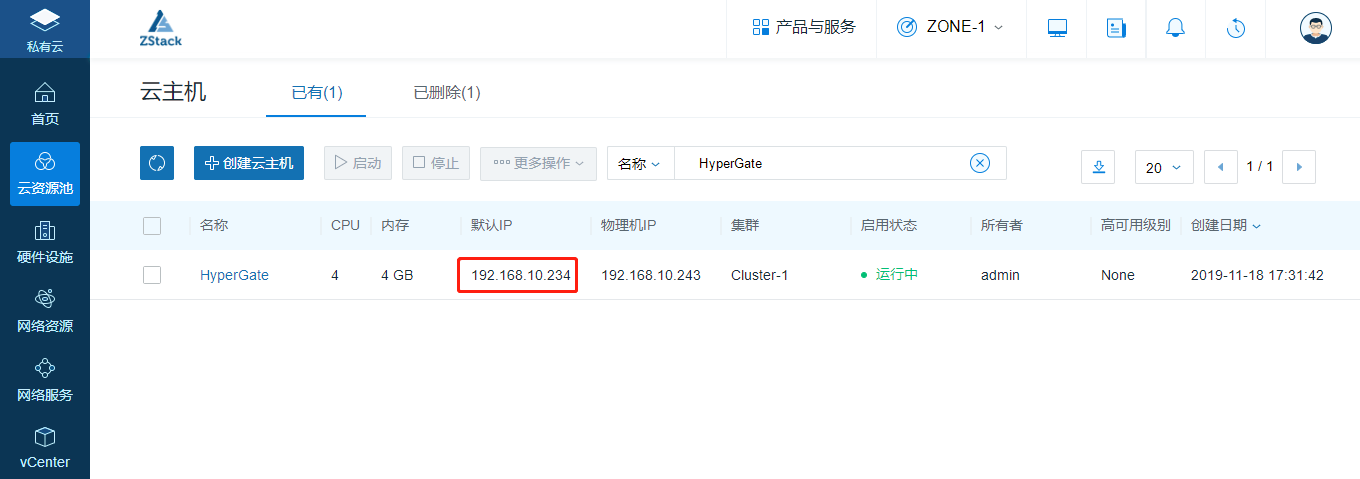 私有云
ZStack
产品与服务
ZONE-1
首页
云资源池
硬件设施
网络资源
网络服务
vCenter
云主机 已有(1) 已删除(1)
创建云主机 启动 停止 更多操作 名称 HyperGate 20 1 / 1
名称 CPU 内存 默认IP 物理机IP 集群 启用状态 所有者 高可用级别 创建日期
HyperGate 4 4 GB 192.168.10.234 192.168.10.243 Cluster-1 运行中 admin None 2019-11-18 17:31:42